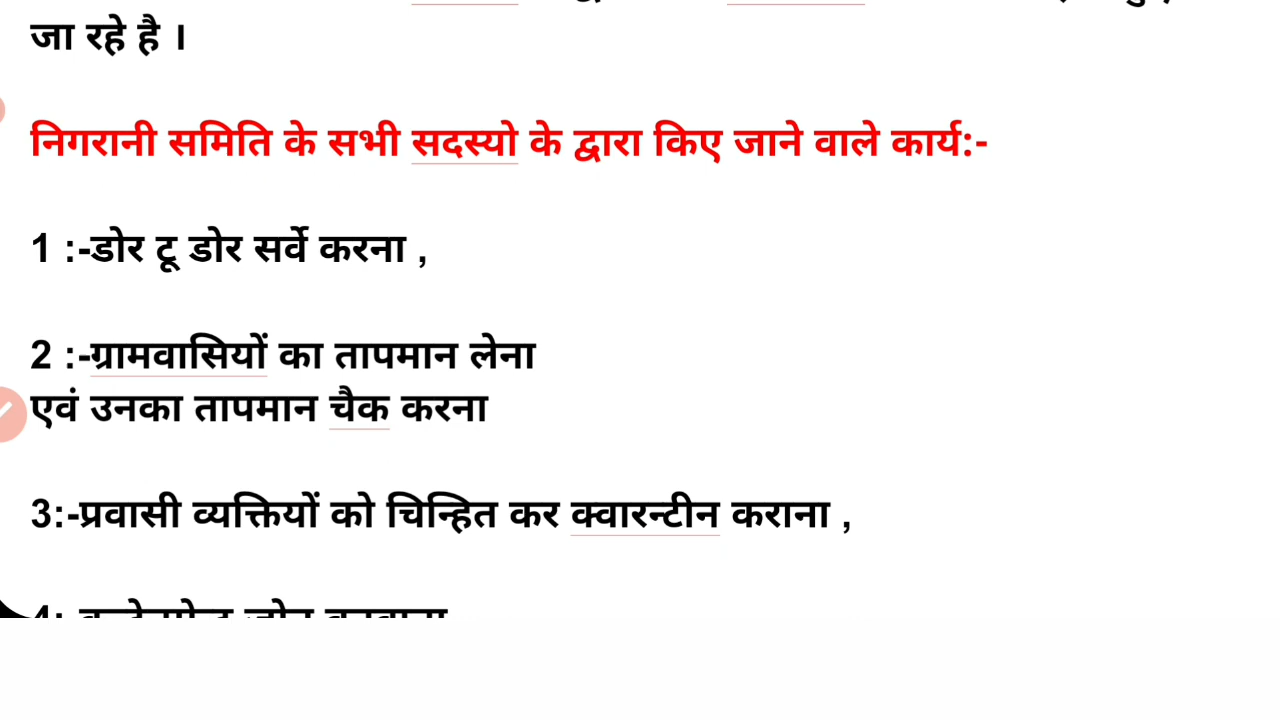 जा रहे है ।
निगरानी समिति के सभी सदस्यो के द्वारा किए जाने वाले कार्य:-
1 :-डोर टू डोर सर्वे करना ,
2 :-ग्रामवासियों का तापमान लेना
एवं उनका तापमान चैक करना
3:-प्रवासी व्यक्तियों को चिन्हित कर क्वारन्टीन कराना ,